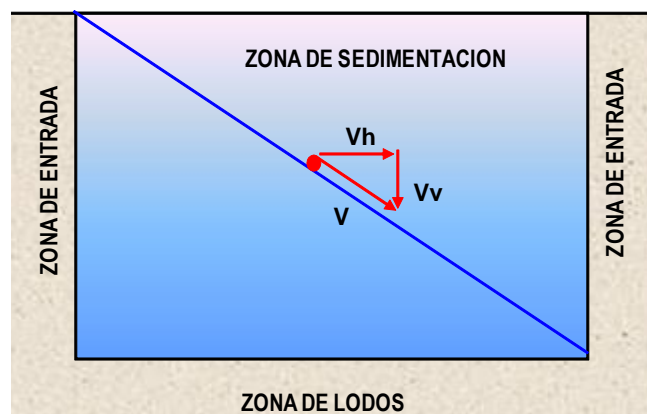 ZONA DE SEDIMENTACION
ZONA DE ENTRADA
Vh
Vv
V
ZONA DE ENTRADA
ZONA DE LODOS